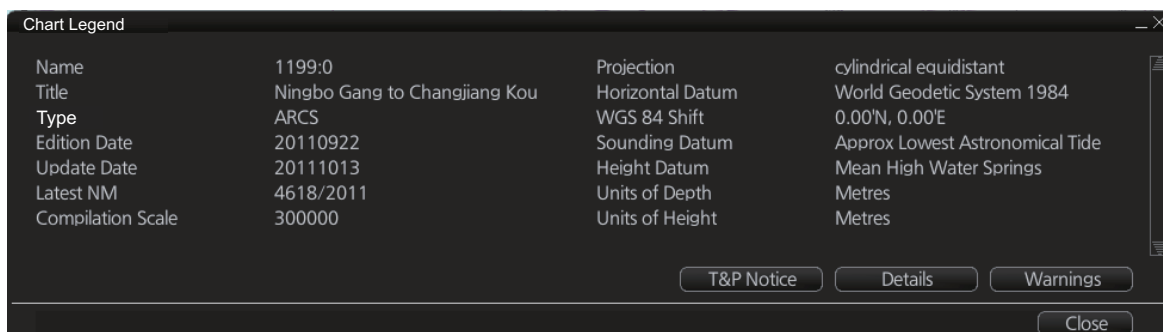 Chart Legend
Name 1199:0 Projection cylindrical equidistant
Title Ningbo Gang to Changjiang Kou Horizontal Datum World Geodetic System 1984
Type ARCS WGS 84 Shift 0.00'N, 0.00'E
Edition Date 20110922 Sounding Datum Approx Lowest Astronomical Tide
Update Date 20111013 Height Datum Mean High Water Springs
Latest NM 4618/2011 Units of Depth Metres
Compilation Scale 300000 Units of Height Metres
T&P Notice Details Warnings
Close